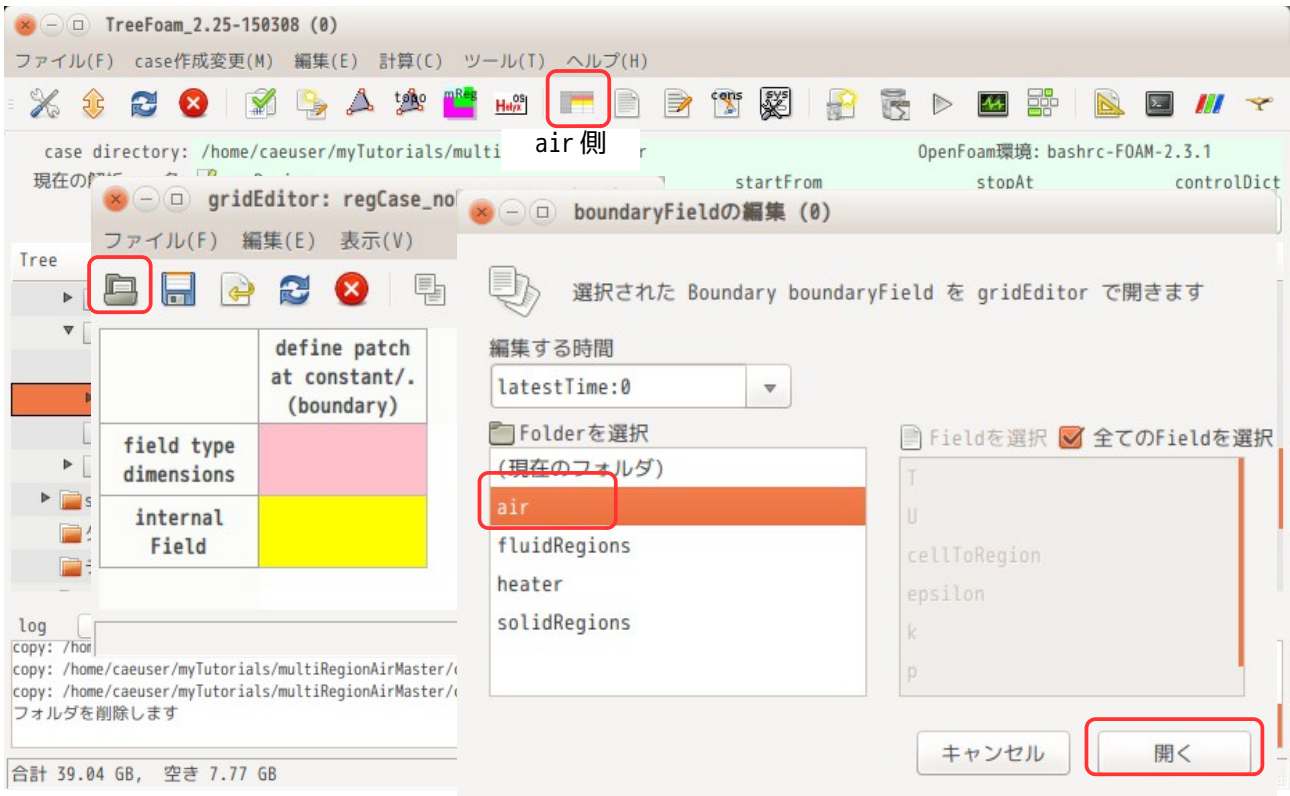 TreeFoam_2.25-150308 (0)
ファイル(F) case作成変更(M) 編集(E) 計算(C) ツール(T) ヘルプ(H)
topo mReg Helyx OS cons sys
air 側
case directory: /home/caeuser/myTutorials/multi r OpenFoam環境: bashrc-FOAM-2.3.1
現在の
startFrom stopAt controlDict
gridEditor: regCase_no
ファイル(F) 編集(E) 表示(V)
define patch
at constant/.
(boundary)
field type
dimensions
internal
Field
boundaryFieldの編集 (0)
選択された Boundary boundaryField を gridEditor で開きます
編集する時間
latestTime:0
Folderを選択
(現在のフォルダ)
air
fluidRegions
heater
solidRegions
Fieldを選択 全てのFieldを選択
T
U
cellToRegion
epsilon
k
p
キャンセル 開く
Tree
log
copy: /hom
copy: /home/caeuser/myTutorials/multiRegionAirMaster/
copy: /home/caeuser/myTutorials/multiRegionAirMaster/
フォルダを削除します
合計 39.04 GB, 空き 7.77 GB